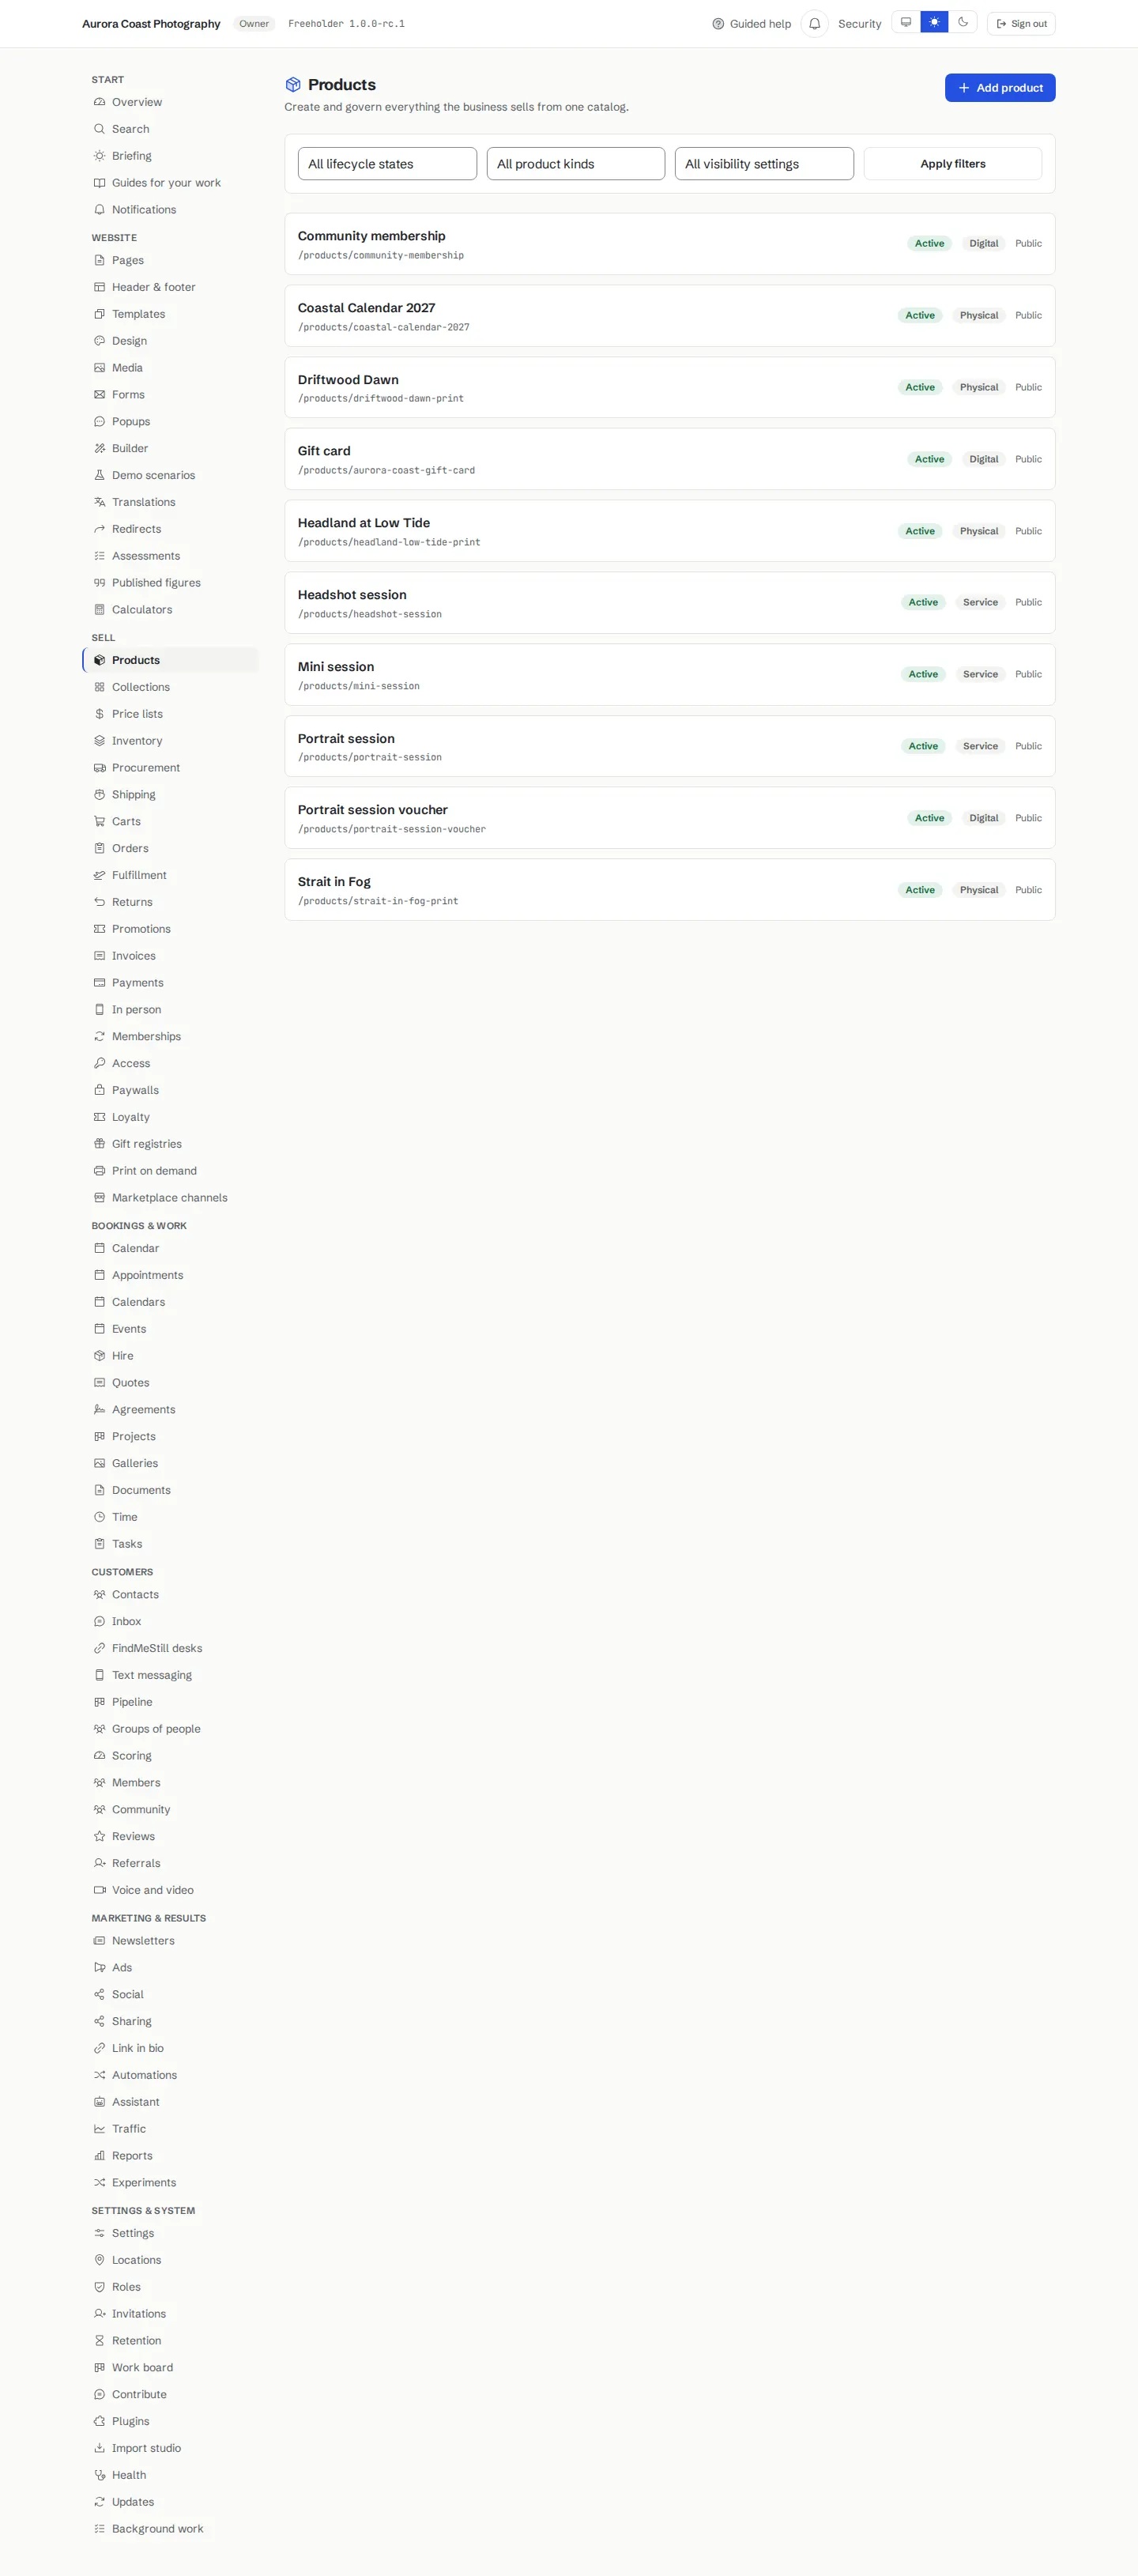 Aurora Coast Photography Owner Freeholder 1.0.0-rc.1 Guided help Security Sign out
START
Overview
Search
Briefing
Guides for your work
Notifications
WEBSITE
Pages
Header & footer
Templates
Design
Media
Forms
Popups
Builder
Demo scenarios
Translations
Redirects
Assessments
Published figures
Calculators
SELL
Products
Collections
Price lists
Inventory
Procurement
Shipping
Carts
Orders
Fulfillment
Returns
Promotions
Invoices
Payments
In person
Memberships
Access
Paywalls
Loyalty
Gift registries
Print on demand
Marketplace channels
BOOKINGS & WORK
Calendar
Appointments
Calendars
Events
Hire
Quotes
Agreements
Projects
Galleries
Documents
Time
Tasks
CUSTOMERS
Contacts
Inbox
FindMeStill desks
Text messaging
Pipeline
Groups of people
Scoring
Members
Community
Reviews
Referrals
Voice and video
MARKETING & RESULTS
Newsletters
Ads
Social
Sharing
Link in bio
Automations
Assistant
Traffic
Reports
Experiments
SETTINGS & SYSTEM
Settings
Locations
Roles
Invitations
Retention
Work board
Contribute
Plugins
Import studio
Health
Updates
Background work
Products
Create and govern everything the business sells from one catalog.
Add product
All lifecycle states All product kinds All visibility settings Apply filters
Community membership
/products/community-membership
Active Digital Public
Coastal Calendar 2027
/products/coastal-calendar-2027
Active Physical Public
Driftwood Dawn
/products/driftwood-dawn-print
Active Physical Public
Gift card
/products/aurora-coast-gift-card
Active Digital Public
Headland at Low Tide
/products/headland-low-tide-print
Active Physical Public
Headshot session
/products/headshot-session
Active Service Public
Mini session
/products/mini-session
Active Service Public
Portrait session
/products/portrait-session
Active Service Public
Portrait session voucher
/products/portrait-session-voucher
Active Digital Public
Strait in Fog
/products/strait-in-fog-print
Active Physical Public